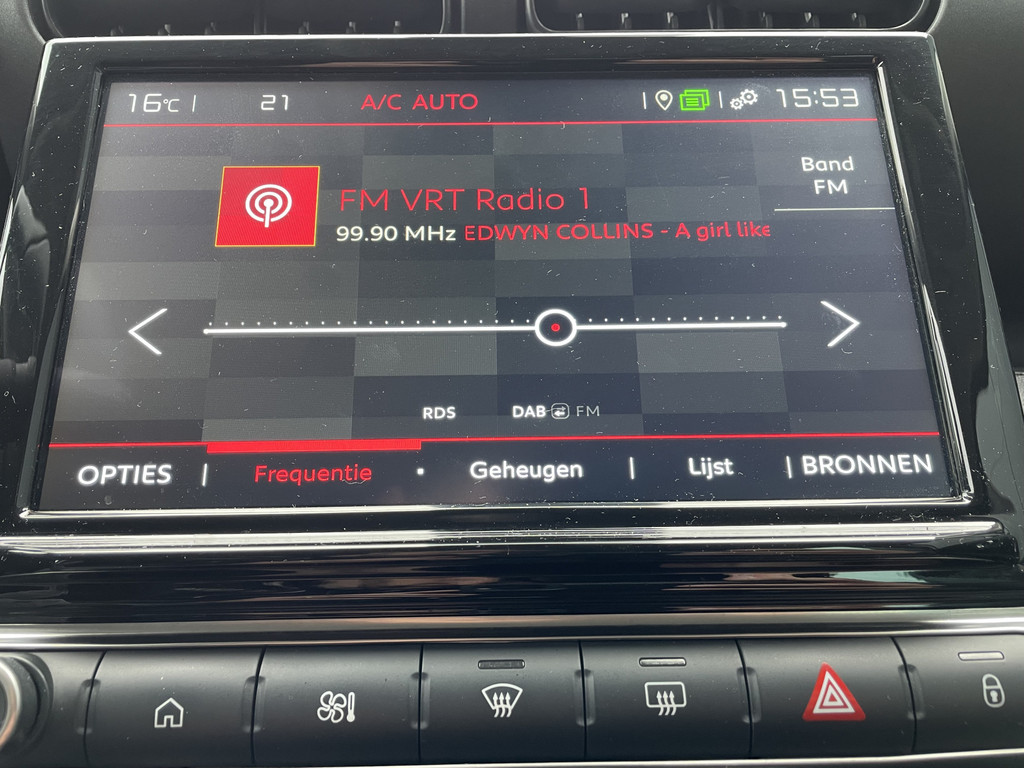 16°C | 21 A/C AUTO | | 15:53
Band
FM
FM VRT Radio 1
99.90 MHz EDWYN COLLINS - A girl like
RDS DAB FM
OPTIES | Frequentie • Geheugen | Lijst | BRONNEN